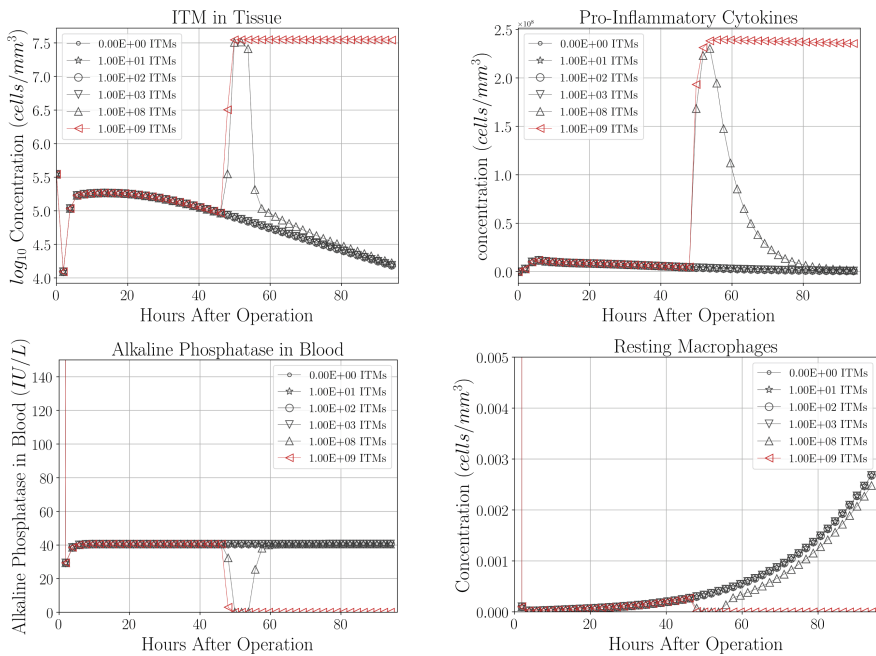 ITM in Tissue
7.5
7.0
6.5
6.0
5.5
5.0
4.5
4.0
log₁₀ Concentration (cells/mm³)
0.00E+00 ITMs
1.00E+01 ITMs
1.00E+02 ITMs
1.00E+03 ITMs
1.00E+08 ITMs
1.00E+09 ITMs
0 20 40 60 80
Hours After Operation
Pro-Inflammatory Cytokines
2.5
2.0
1.5
1.0
0.5
0.0
concentration (cells/mm³)
0.00E+00 ITMs
1.00E+01 ITMs
1.00E+02 ITMs
1.00E+03 ITMs
1.00E+08 ITMs
1.00E+09 ITMs
0 20 40 60 80
Hours After Operation
Alkaline Phosphatase in Blood
140
120
100
80
60
40
20
0
Alkaline Phosphatase in Blood (IU/L)
0.00E+00 ITMs
1.00E+01 ITMs
1.00E+02 ITMs
1.00E+03 ITMs
1.00E+08 ITMs
1.00E+09 ITMs
0 20 40 60 80
Hours After Operation
Resting Macrophages
0.005
0.004
0.003
0.002
0.001
0.000
Concentration (cells/mm³)
0.00E+00 ITMs
1.00E+01 ITMs
1.00E+02 ITMs
1.00E+03 ITMs
1.00E+08 ITMs
1.00E+09 ITMs
0 20 40 60 80
Hours After Operation